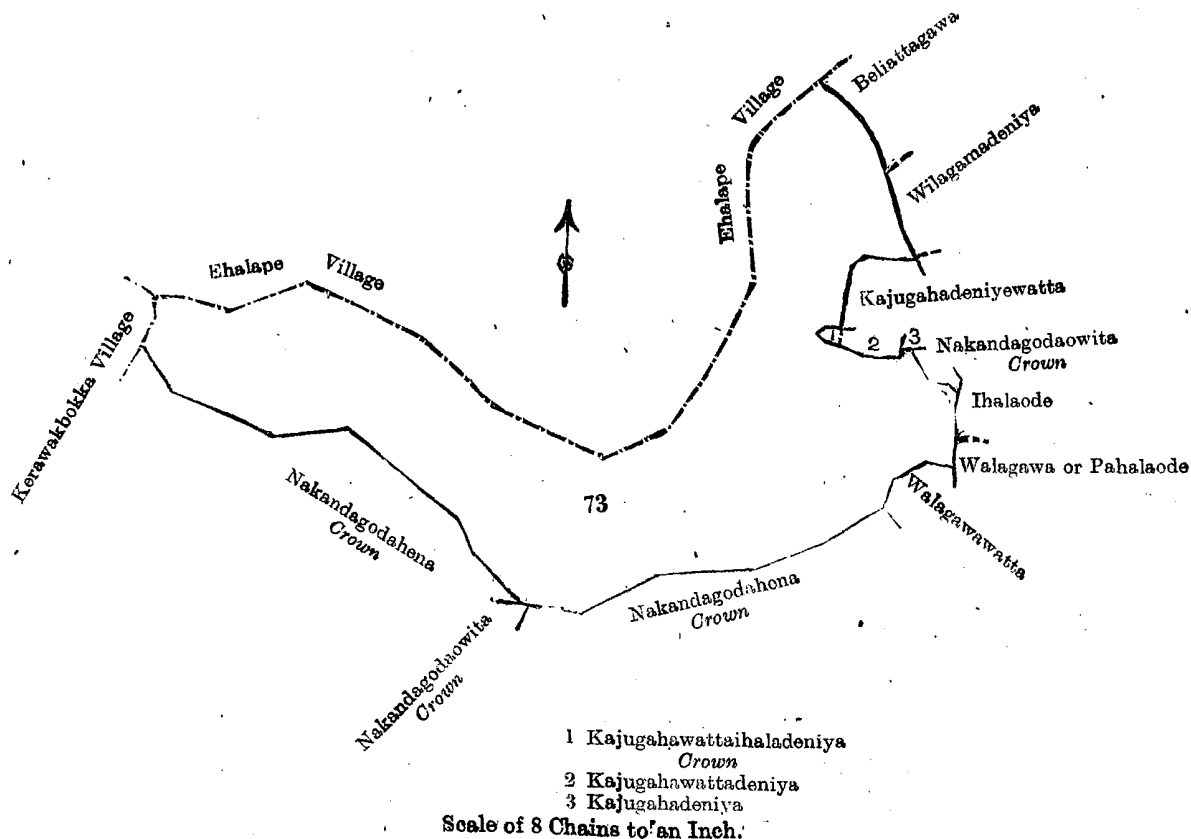 Beliattagawa
Village
Wilagamadeniya
Ehalape
Ehalape Village
Kajugahadeniyewatta
1
2
3
Nakandagodaowita
Crown
Kerawakbokka Village
Ihalaode
Walagawa or Pahalaode
Walagawawatta
73
Nakandagodahena
Crown
Nakandagodahona
Crown
Nakandagodaowita
Crown
1 Kajugahawattaihaladeniya
Crown
2 Kajugahawattadeniya
3 Kajugahadeniya
Scale of 8 Chains to an Inch.